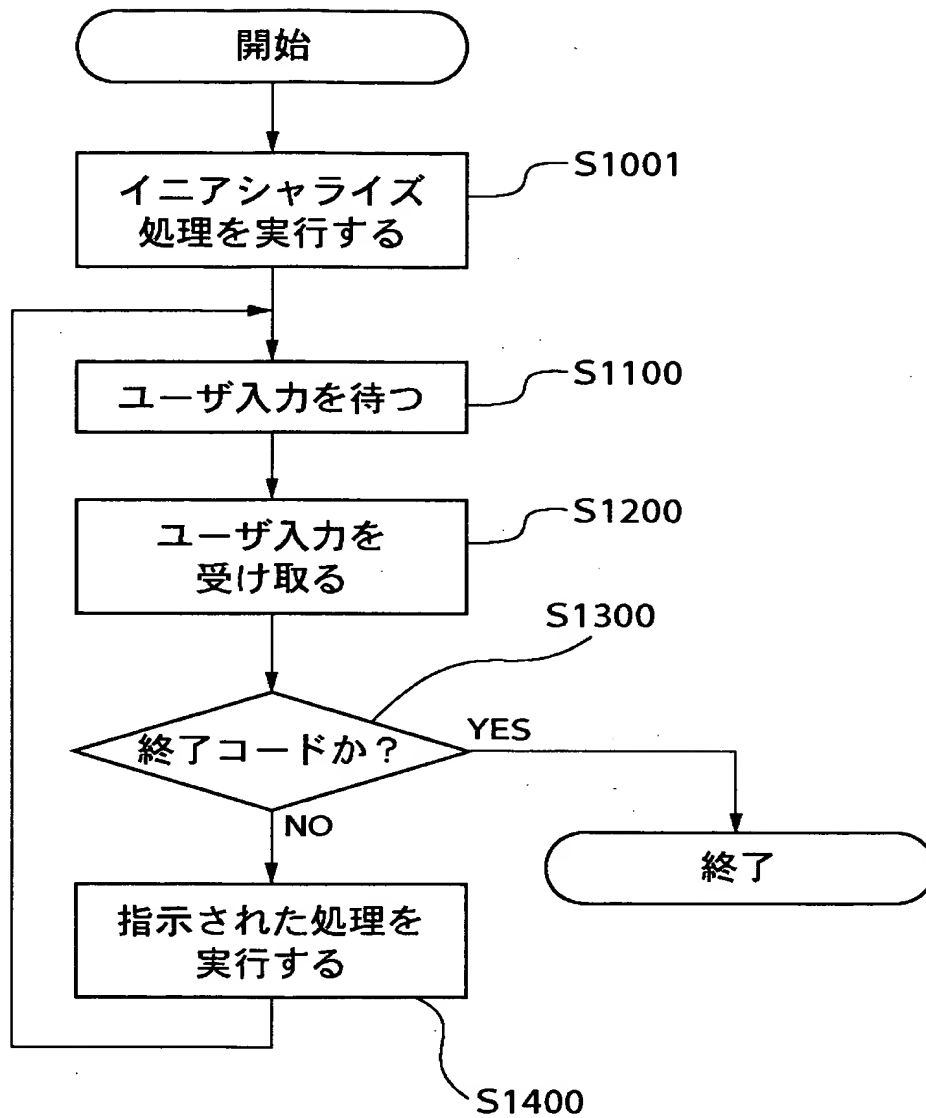 開始
イニアシャライズ
処理を実行する
S1001
ユーザ入力を待つ
S1100
ユーザ入力を
受け取る
S1200
S1300
終了コードか？
YES
NO
終了
指示された処理を
実行する
S1400